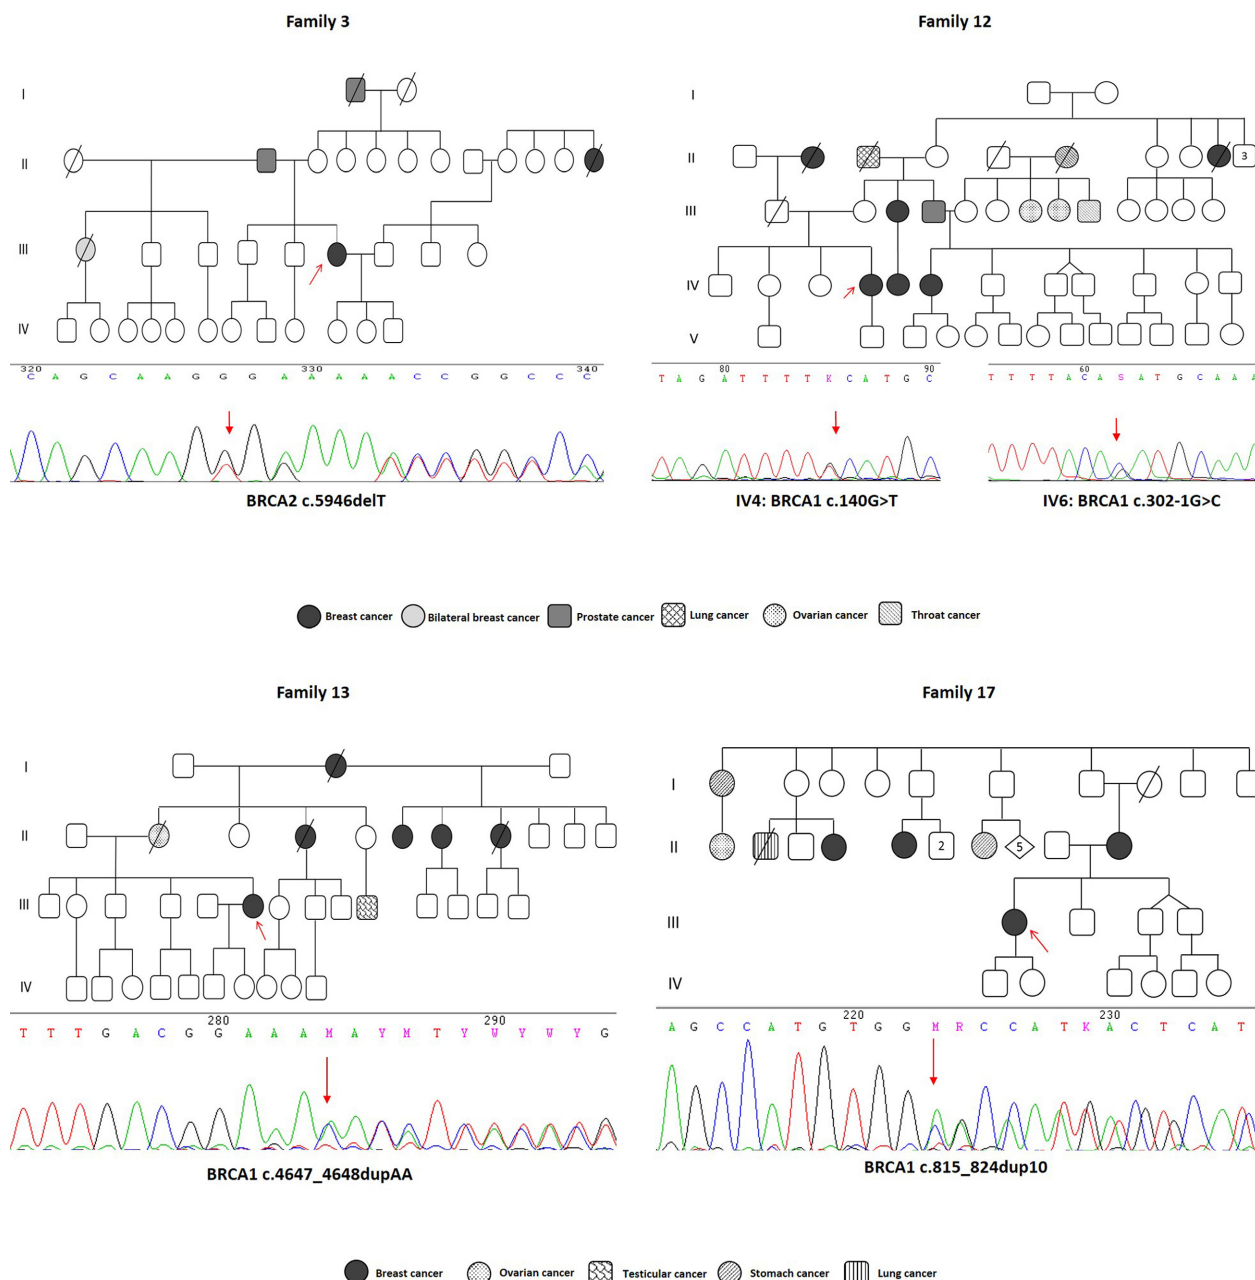 Family 3
Family 12
I
II
III
IV
I
II
3
III
IV
V
320 330 340
C A G C A A G G G A A A A A C C G G C C C
80 90
T A G A T T T T K C A T G C
60
T T T T A C A S A T G C A A A
BRCA2 c.5946delT
IV4: BRCA1 c.140G>T
IV6: BRCA1 c.302-1G>C
Breast cancer
Bilateral breast cancer
Prostate cancer
Lung cancer
Ovarian cancer
Throat cancer
Family 13
Family 17
I
II
III
IV
I
II
2
5
III
IV
280 290
T T T G A C G G A A A M A Y M T Y W Y W Y G
220 230
A G C C A T G T G G M R C C A T K A C T C A T
BRCA1 c.4647_4648dupAA
BRCA1 c.815_824dup10
Breast cancer
Ovarian cancer
Testicular cancer
Stomach cancer
Lung cancer